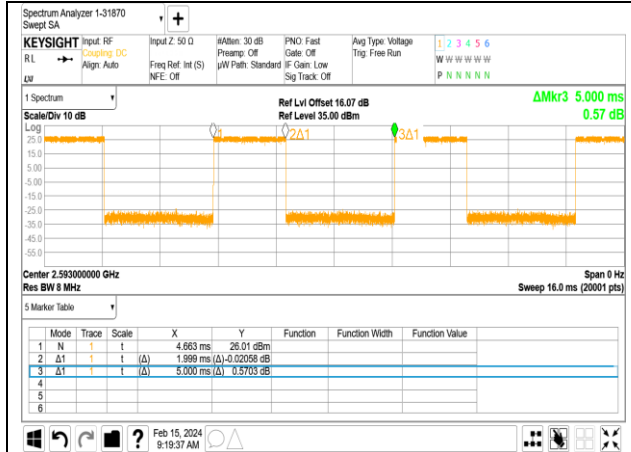 Spectrum Analyzer 1-31870
Swept SA
KEYSIGHT Input: RF Input Z: 50 Ω #Atten: 30 dB PNO: Fast Avg Type: Voltage 1 2 3 4 5 6
RL Coupling: DC Preamp: Off Gate: Off Trig: Free Run W W W W W W
Align: Auto Freq Ref: Int (S) µW Path: Standard IF Gain: Low
NFE: Off Sig Track: Off P N N N N N
1 Spectrum Ref Lvl Offset 16.07 dB ΔMkr3 5.000 ms
Scale/Div 10 dB Ref Level 35.00 dBm 0.57 dB
Log
1 2Δ1 3Δ1
25.0
15.0
5.00
-5.00
-15.0
-25.0
-35.0
-45.0
-55.0
Center 2.593000000 GHz Span 0 Hz
Res BW 8 MHz Sweep 16.0 ms (20001 pts)
5 Marker Table
Mode Trace Scale X Y Function Function Width Function Value
1 N 1 t 4.663 ms 26.01 dBm
2 Δ1 1 t (Δ) 1.999 ms (Δ) -0.02058 dB
3 Δ1 1 t (Δ) 5.000 ms (Δ) 0.5703 dB
4
5
6
? Feb 15, 2024
9:19:37 AM